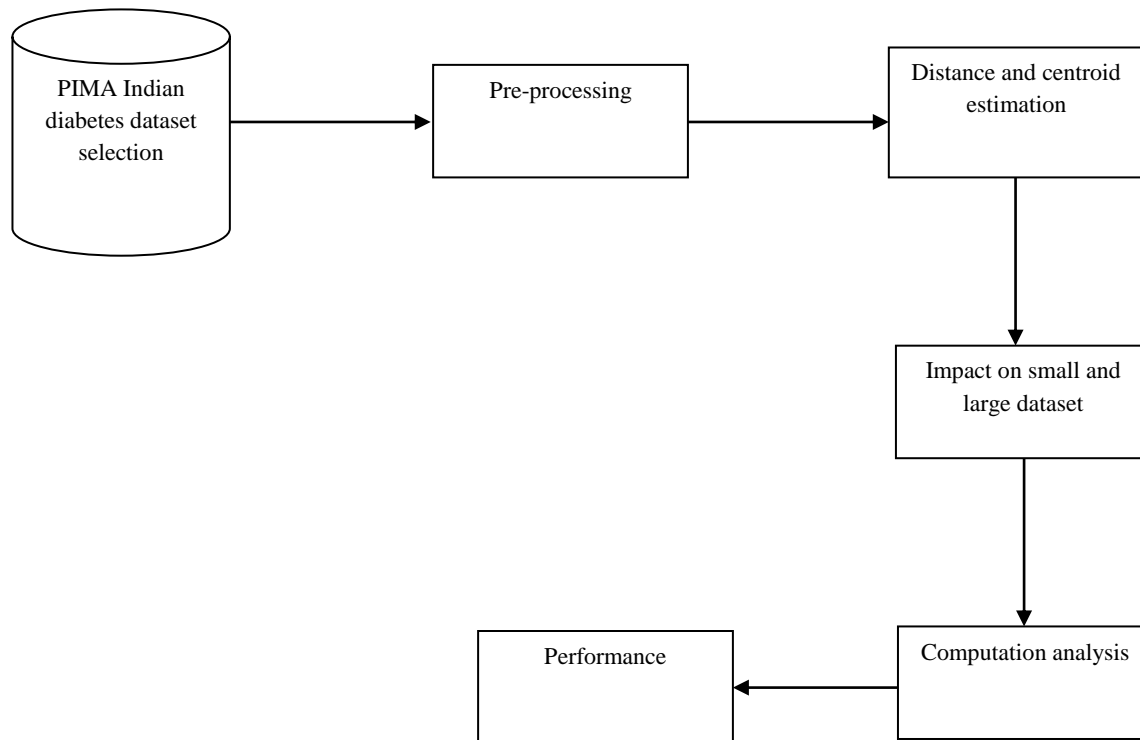 PIMA Indian
diabetes dataset
selection
Pre-processing
Distance and centroid
estimation
Impact on small and
large dataset
Computation analysis
Performance